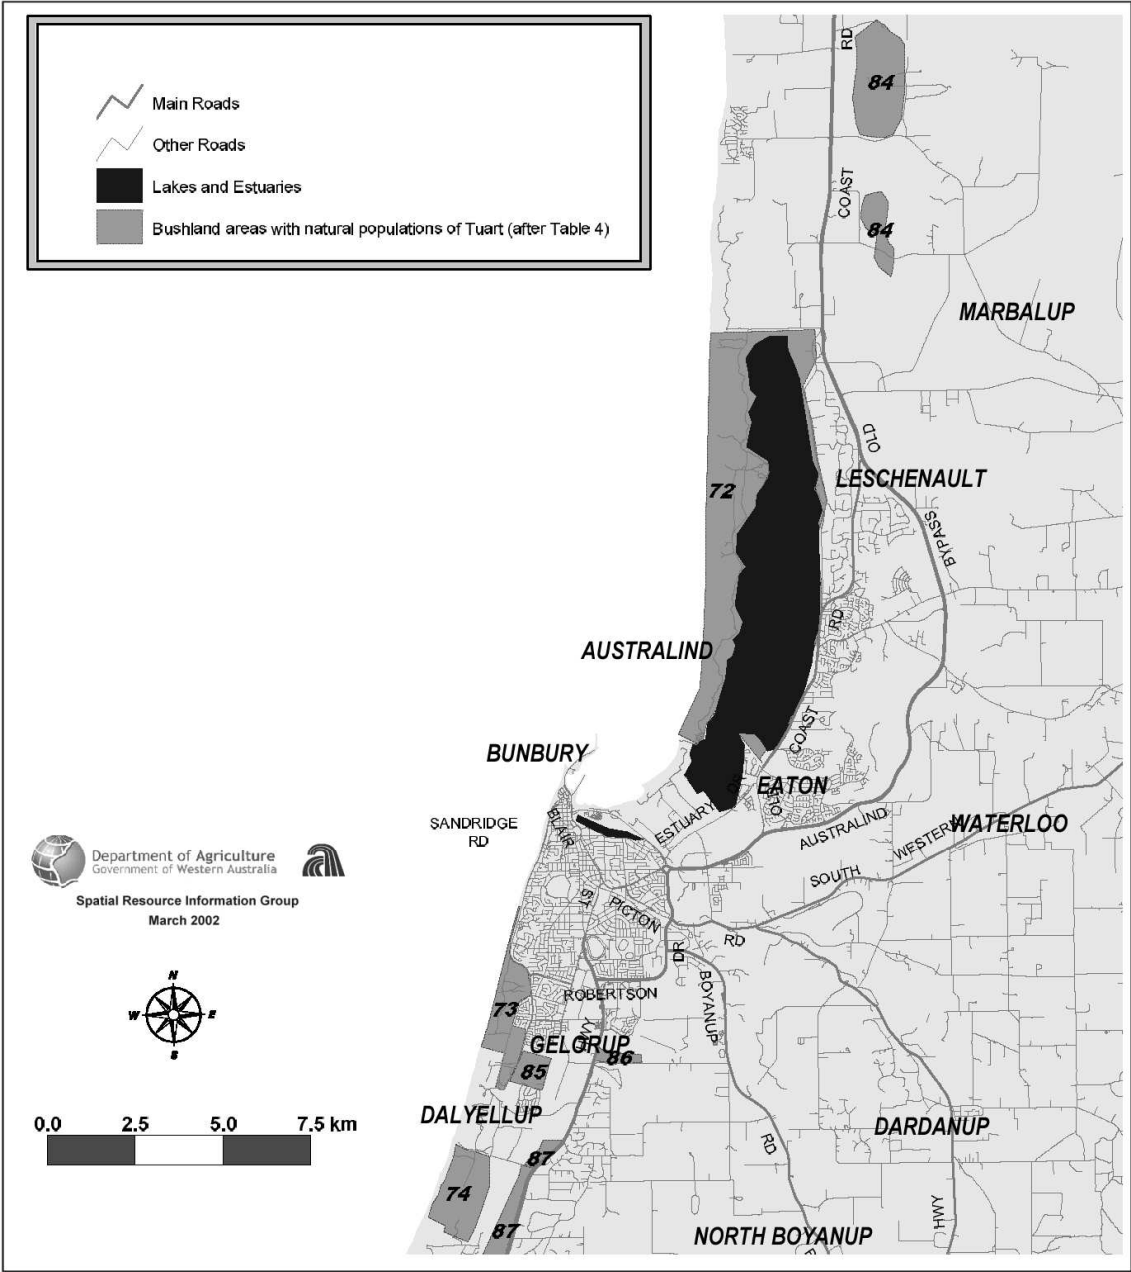 Main Roads
Other Roads
Lakes and Estuaries
Bushland areas with natural populations of Tuart (after Table 4)
RD
84
COAST
84
MARBALUP
OLD
LESCHENAULT
72
BYPASS
RD
AUSTRALIND
COAST
BUNBURY
DR
EATON
OLD
ESTUARY
SANDRIDGE
RD
BLAIR
AUSTRALIND
WESTERN
WATERLOO
SOUTH
Department of Agriculture
Government of Western Australia
Spatial Resource Information Group
March 2002
ST
PICTON
RD
DR
BOYANUP
N
W
E
S
ROBERTSON
73
HWY
GELORUP
86
85
0.0 2.5 5.0 7.5 km
DALYELLUP
DARDANUP
RD
87
74
87
HWY
NORTH BOYANUP